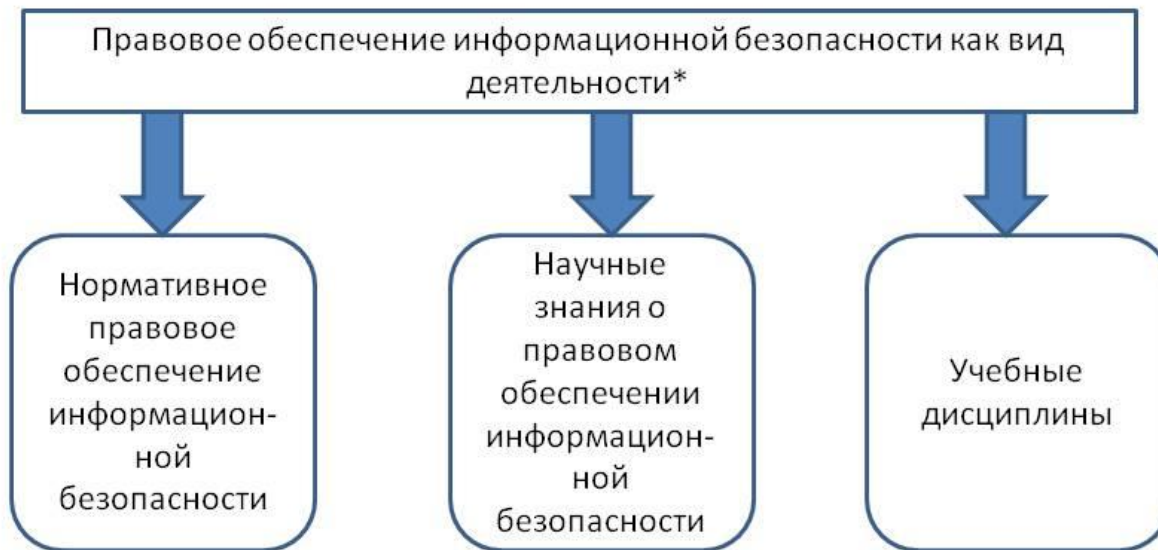 Правовое обеспечение информационной безопасности как вид
деятельности*
Нормативное
правовое
обеспечение
информацион-
ной
безопасности
Научные
знания о
правовом
обеспечении
информацион-
ной
безопасности
Учебные
дисциплины